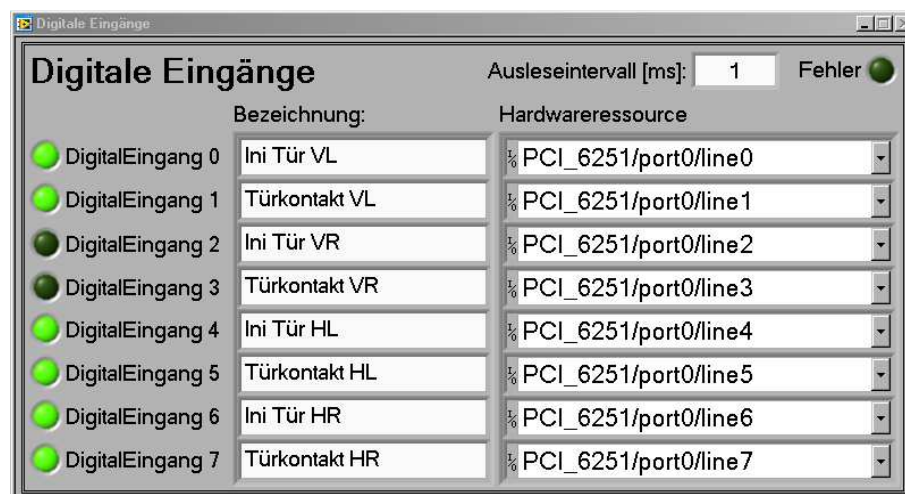 Digitale Eingänge
Digitale Eingänge Ausleseintervall [ms]: 1 Fehler
Bezeichnung: Hardwareressource
DigitalEingang 0 Ini Tür VL PCI_6251/port0/line0
DigitalEingang 1 Türkontakt VL PCI_6251/port0/line1
DigitalEingang 2 Ini Tür VR PCI_6251/port0/line2
DigitalEingang 3 Türkontakt VR PCI_6251/port0/line3
DigitalEingang 4 Ini Tür HL PCI_6251/port0/line4
DigitalEingang 5 Türkontakt HL PCI_6251/port0/line5
DigitalEingang 6 Ini Tür HR PCI_6251/port0/line6
DigitalEingang 7 Türkontakt HR PCI_6251/port0/line7